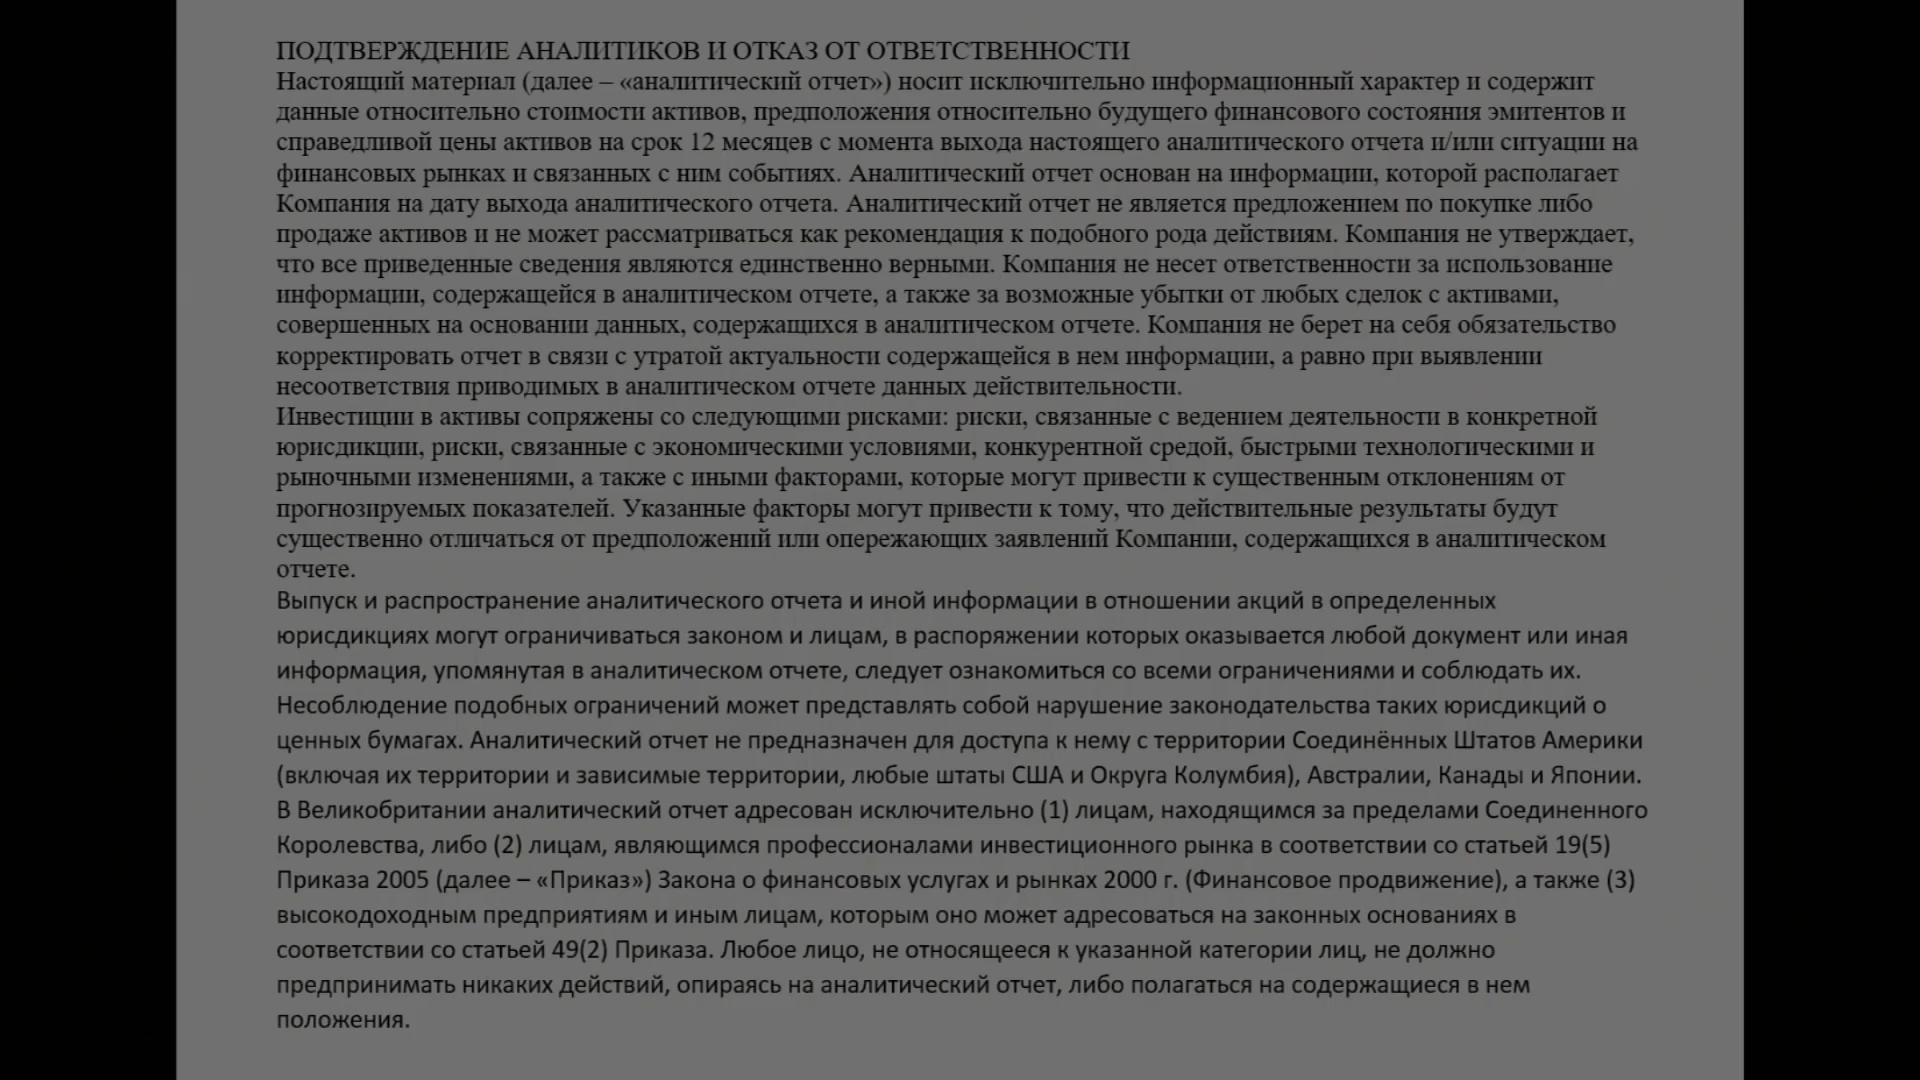 ПОДТВЕРЖДЕНИЕ АНАЛИТИКОВ И ОТКАЗ ОТ ОТВЕТСТВЕННОСТИ
Настоящий материал (далее – «аналитический отчет») носит исключительно информационный характер и содержит
данные относительно стоимости активов, предположения относительно будущего финансового состояния эмитентов и
справедливой цены активов на срок 12 месяцев с момента выхода настоящего аналитического отчета и/или ситуации на
финансовых рынках и связанных с ним событиях. Аналитический отчет основан на информации, которой располагает
Компания на дату выхода аналитического отчета. Аналитический отчет не является предложением по покупке либо
продаже активов и не может рассматриваться как рекомендация к подобного рода действиям. Компания не утверждает,
что все приведенные сведения являются единственно верными. Компания не несет ответственности за использование
информации, содержащейся в аналитическом отчете, а также за возможные убытки от любых сделок с активами,
совершенных на основании данных, содержащихся в аналитическом отчете. Компания не берет на себя обязательство
корректировать отчет в связи с утратой актуальности содержащейся в нем информации, а равно при выявлении
несоответствия приводимых в аналитическом отчете данных действительности.
Инвестиции в активы сопряжены со следующими рисками: риски, связанные с ведением деятельности в конкретной
юрисдикции, риски, связанные с экономическими условиями, конкурентной средой, быстрыми технологическими и
рыночными изменениями, а также с иными факторами, которые могут привести к существенным отклонениям от
прогнозируемых показателей. Указанные факторы могут привести к тому, что действительные результаты будут
существенно отличаться от предположений или опережающих заявлений Компании, содержащихся в аналитическом
отчете.
Выпуск и распространение аналитического отчета и иной информации в отношении акций в определенных
юрисдикциях могут ограничиваться законом и лицам, в распоряжении которых оказывается любой документ или иная
информация, упомянутая в аналитическом отчете, следует ознакомиться со всеми ограничениями и соблюдать их.
Несоблюдение подобных ограничений может представлять собой нарушение законодательства таких юрисдикций о
ценных бумагах. Аналитический отчет не предназначен для доступа к нему с территории Соединённых Штатов Америки
(включая их территории и зависимые территории, любые штаты США и Округа Колумбия), Австралии, Канады и Японии.
В Великобритании аналитический отчет адресован исключительно (1) лицам, находящимся за пределами Соединенного
Королевства, либо (2) лицам, являющимся профессионалами инвестиционного рынка в соответствии со статьей 19(5)
Приказа 2005 (далее – «Приказ») Закона о финансовых услугах и рынках 2000 г. (Финансовое продвижение), а также (3)
высокодоходным предприятиям и иным лицам, которым оно может адресоваться на законных основаниях в
соответствии со статьей 49(2) Приказа. Любое лицо, не относящееся к указанной категории лиц, не должно
предпринимать никаких действий, опираясь на аналитический отчет, либо полагаться на содержащиеся в нем
положения.